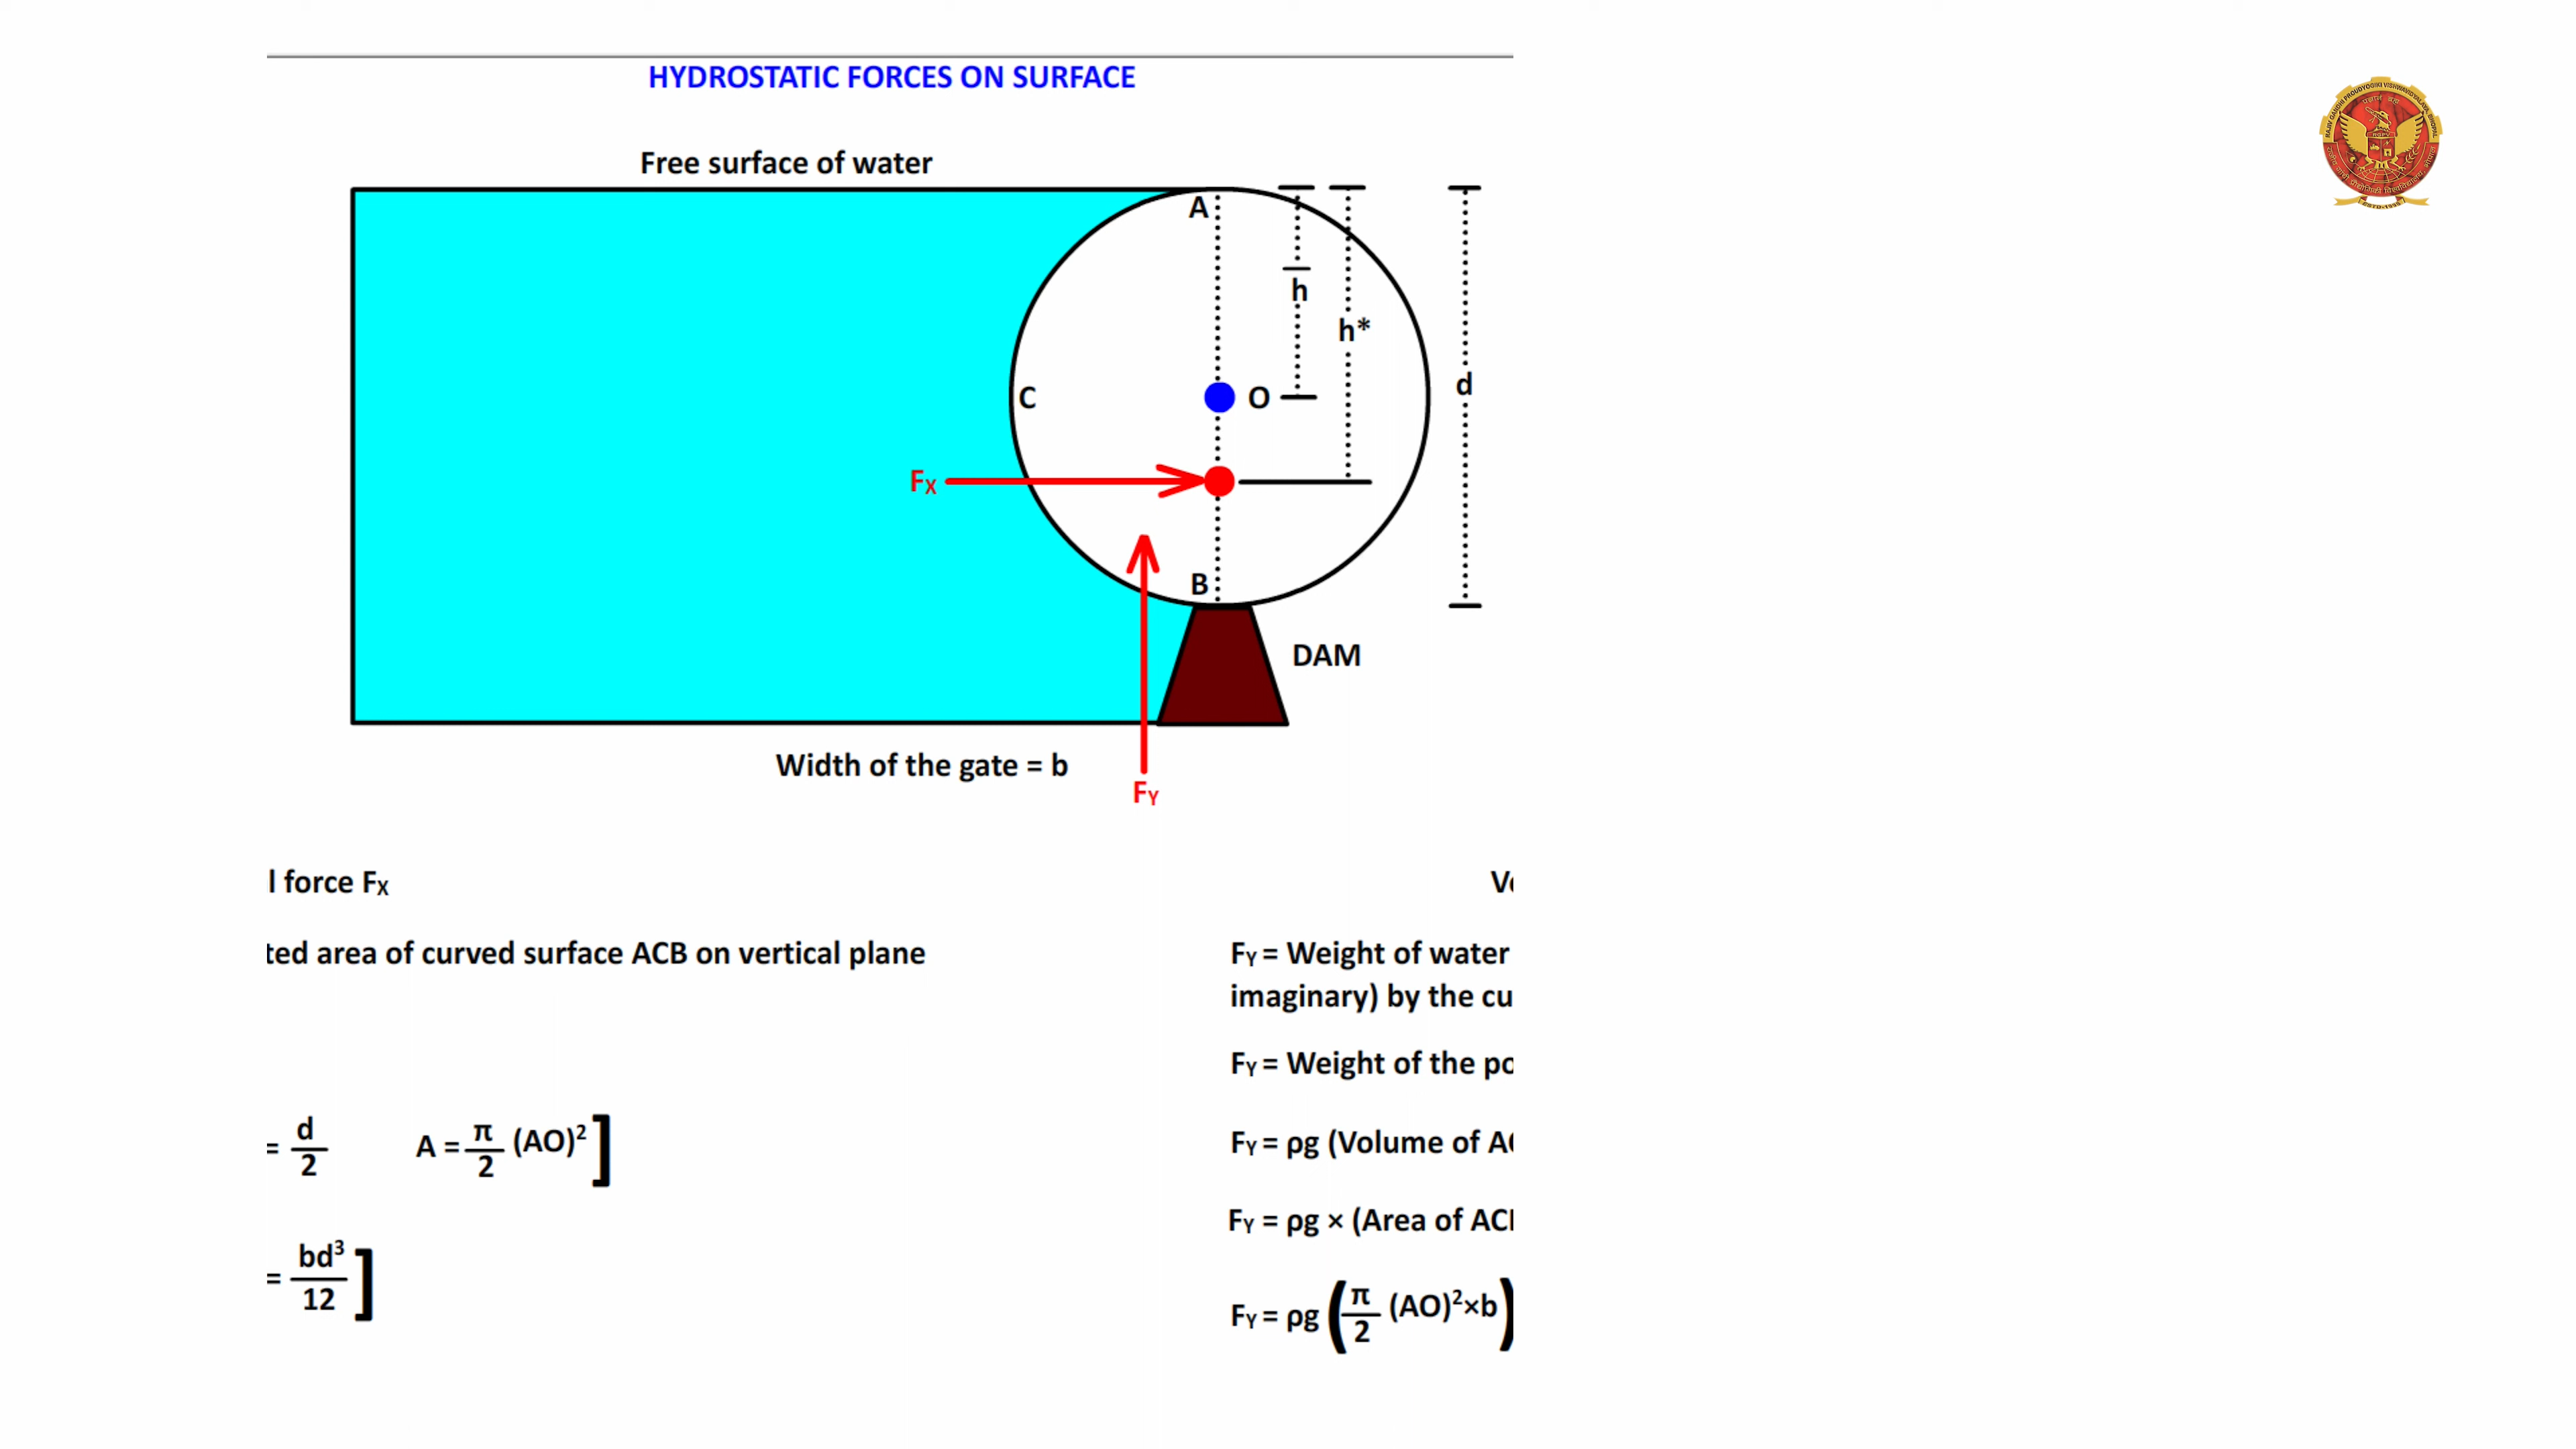 HYDROSTATIC FORCES ON SURFACE
Free surface of water
A
h
h*
d
C
O
Fx
B
DAM
Width of the gate = b
FY
l force Fx
ted area of curved surface ACB on vertical plane
FY = Weight of water
imaginary) by the cu
FY = Weight of the po
= d/2 A = π/2 (AO)²]
FY = ρg (Volume of A
FY = ρg × (Area of AC
= bd³/12]
FY = ρg (π/2 (AO)²×b)